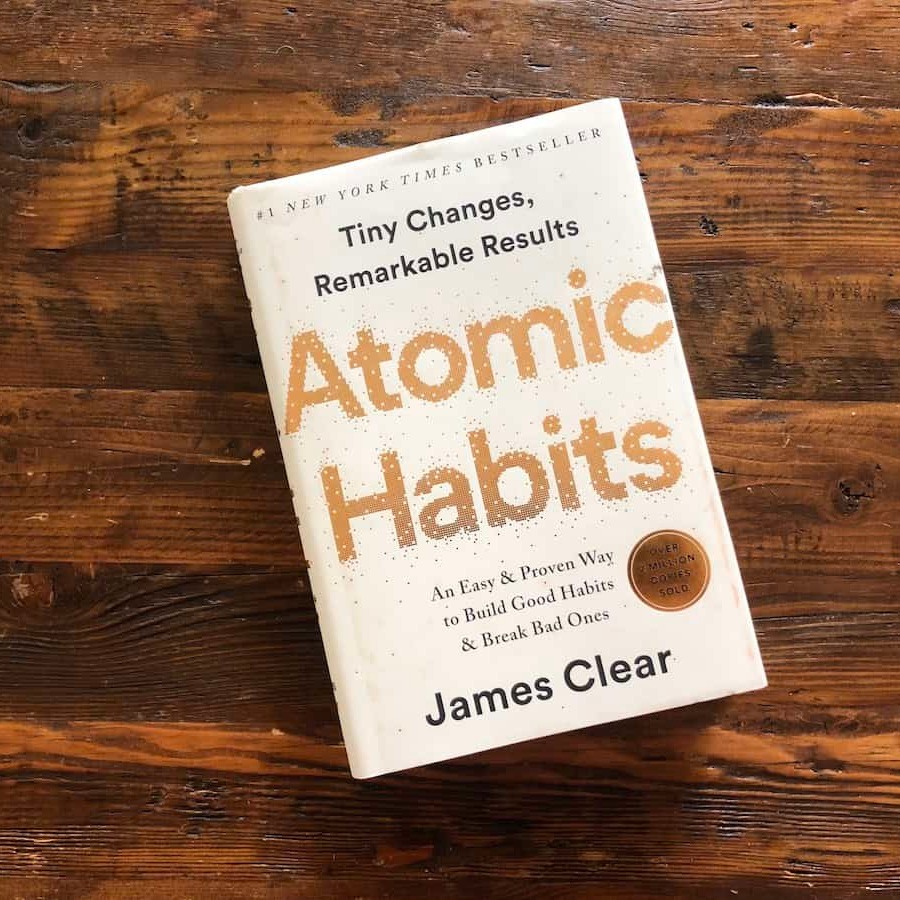 #1 NEW YORK TIMES BESTSELLER
Tiny Changes,
Remarkable Results
Atomic
Habits
An Easy & Proven Way
to Build Good Habits
& Break Bad Ones
OVER
MILLION
COPIES
SOLD
James Clear